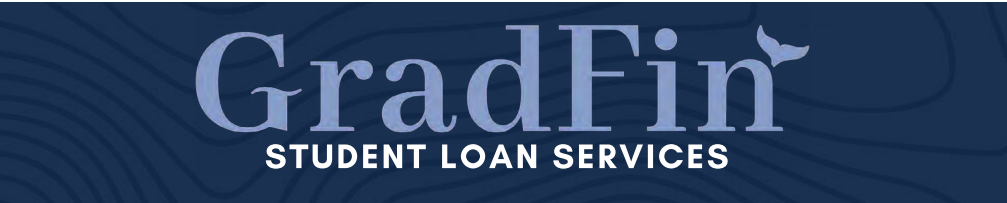 GradFin
STUDENT LOAN SERVICES